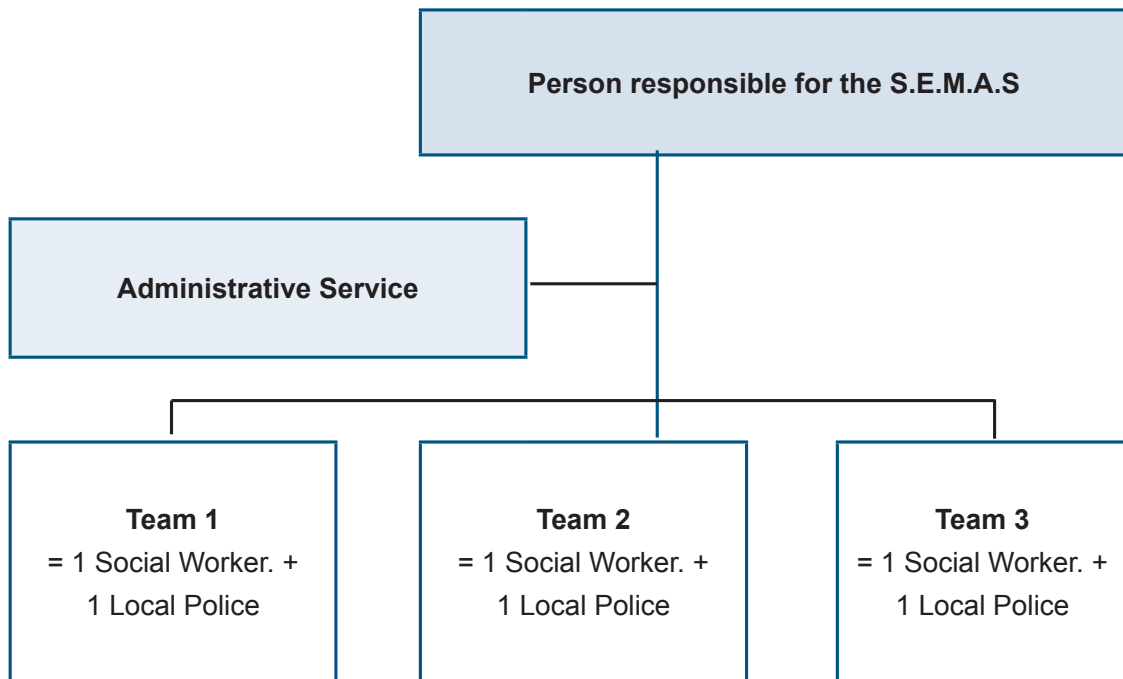 Person responsible for the S.E.M.A.S
Administrative Service
Team 1
= 1 Social Worker. +
1 Local Police
Team 2
= 1 Social Worker. +
1 Local Police
Team 3
= 1 Social Worker. +
1 Local Police